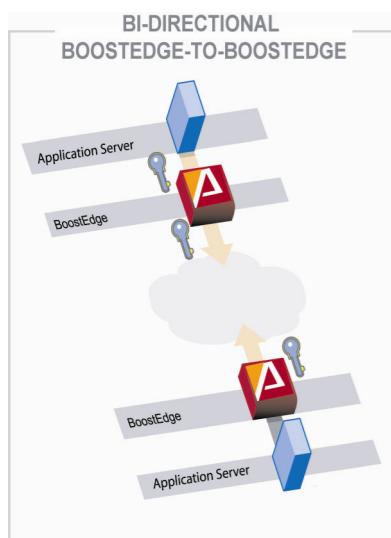 BI-DIRECTIONAL
BOOSTEDGE-TO-BOOSTEDGE
Application Server
BoostEdge
BoostEdge
Application Server